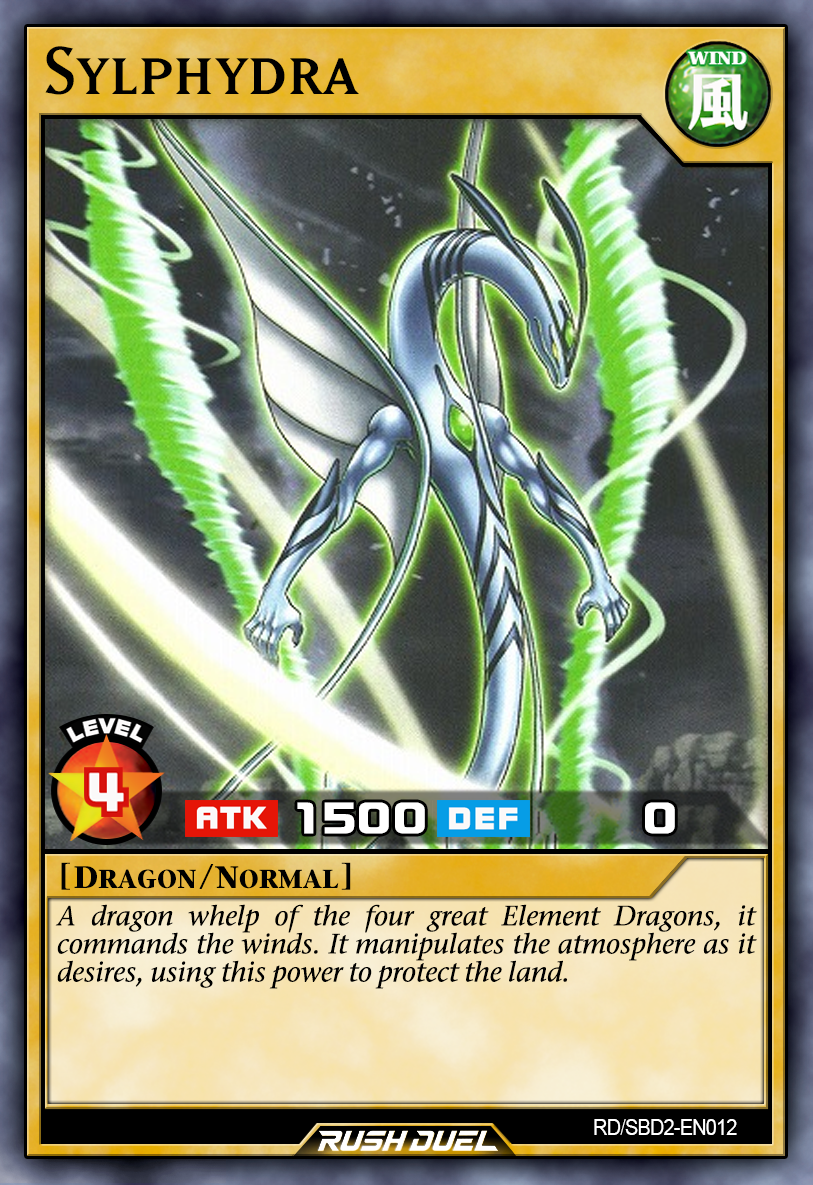 Sylphydra
WIND
風
LEVEL
4
ATK 1500 DEF 0
[Dragon/Normal]
A dragon whelp of the four great Element Dragons, it
commands the winds. It manipulates the atmosphere as it
desires, using this power to protect the land.
RD/SBD2-EN012
RUSH DUEL